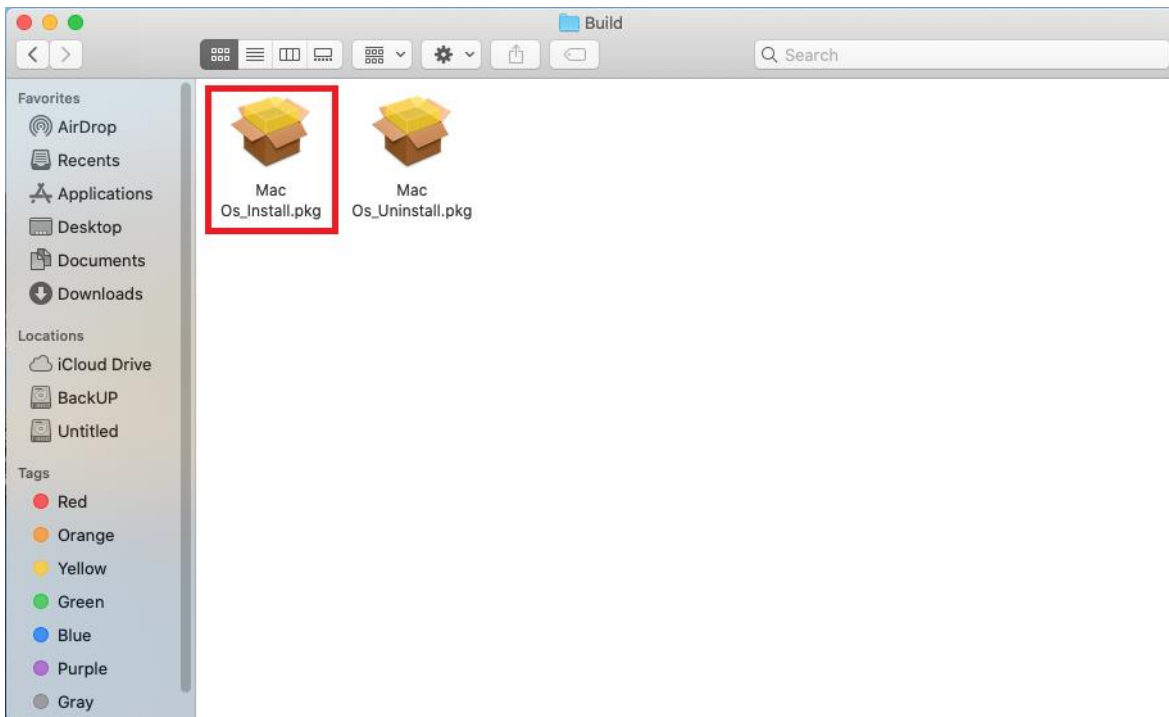 Build
Search
Favorites
AirDrop
Recents
Applications
Desktop
Documents
Downloads
Locations
iCloud Drive
BackUP
Untitled
Tags
Red
Orange
Yellow
Green
Blue
Purple
Gray
Mac
Os_Install.pkg
Mac
Os_Uninstall.pkg